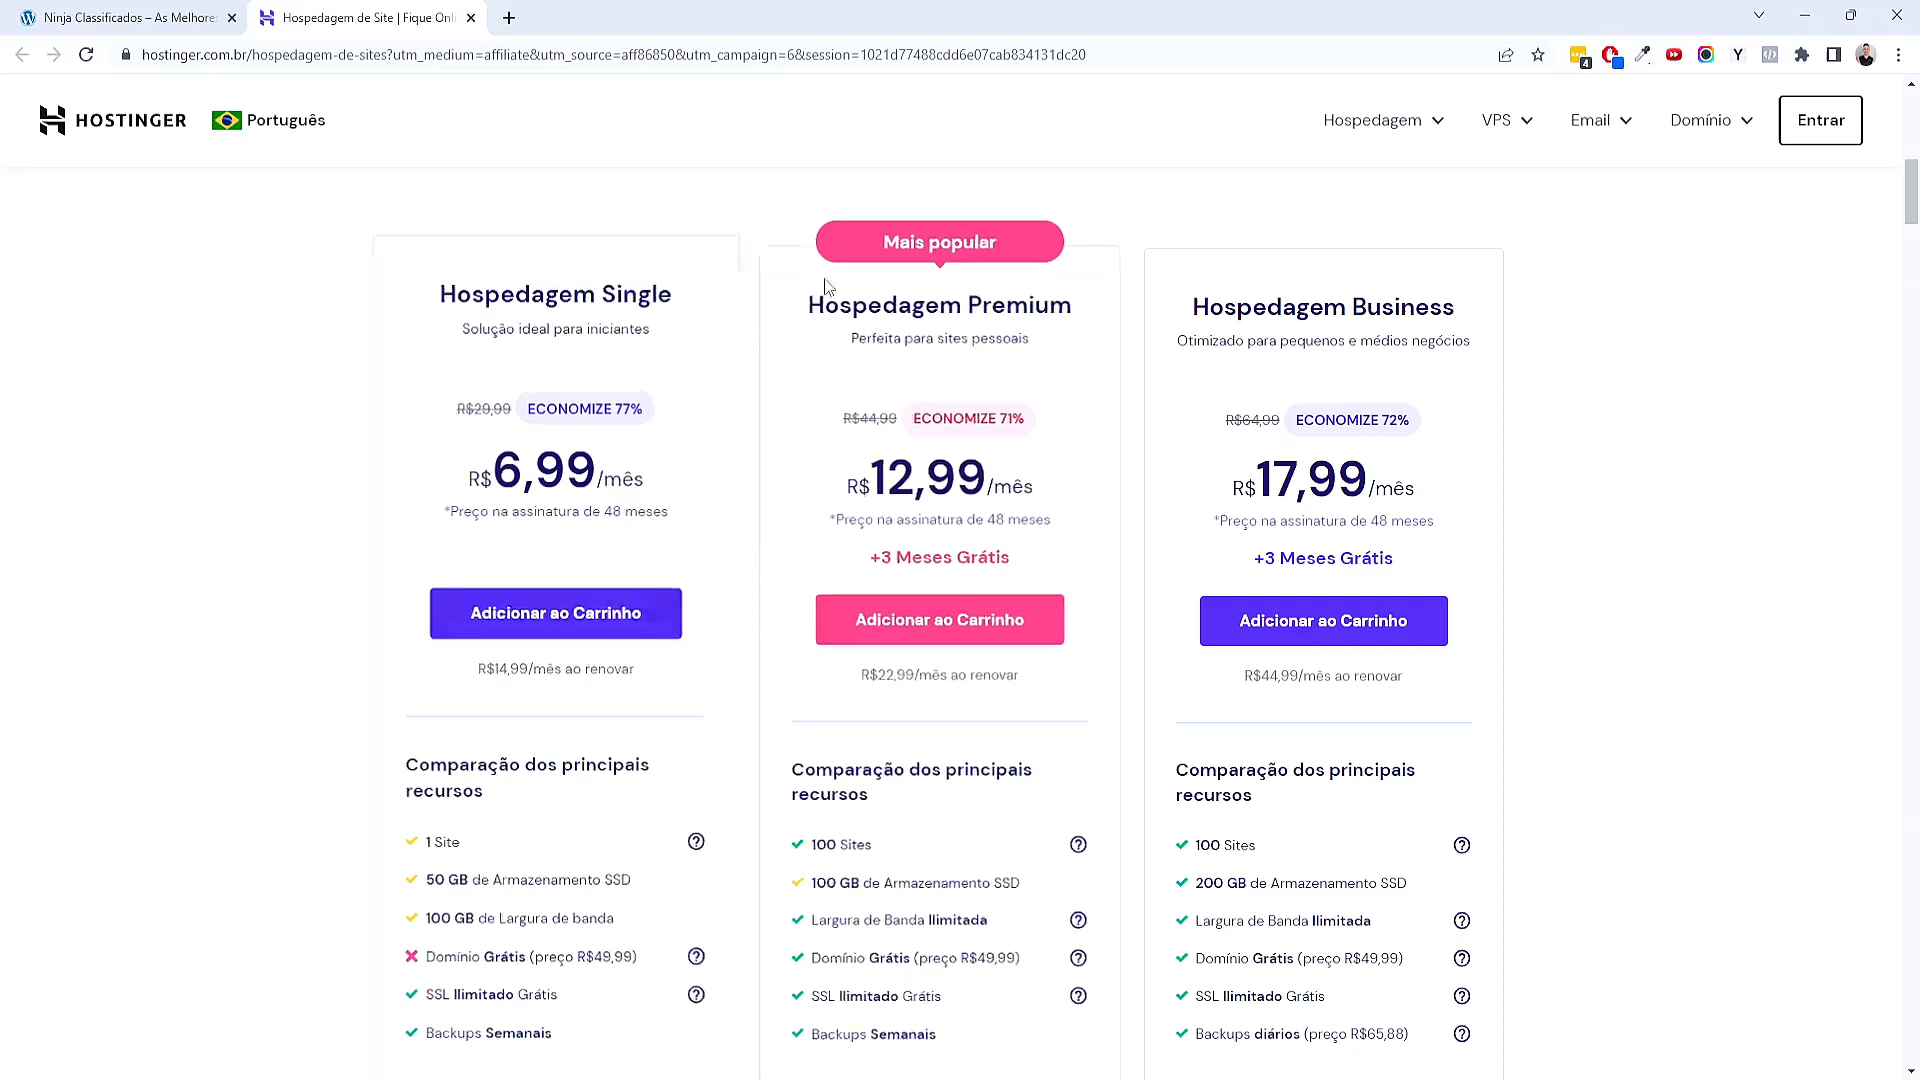 Ninja Classificados – As Melhores
Hospedagem de Site | Fique Onli
hostinger.com.br/hospedagem-de-sites?utm_medium=affiliate&utm_source=aff86850&utm_campaign=6&session=1021d77488cdd6e07cab834131dc20
4
Y
HOSTINGER
Português
Hospedagem
VPS
Email
Domínio
Entrar
Hospedagem Single
Solução ideal para iniciantes
R$29,99 ECONOMIZE 77%
R$6,99/mês
*Preço na assinatura de 48 meses
Adicionar ao Carrinho
R$14,99/mês ao renovar
Comparação dos principais
recursos
1 Site
50 GB de Armazenamento SSD
100 GB de Largura de banda
Domínio Grátis (preço R$49,99)
SSL Ilimitado Grátis
Backups Semanais
Mais popular
Hospedagem Premium
Perfeita para sites pessoais
R$44,99 ECONOMIZE 71%
R$12,99/mês
*Preço na assinatura de 48 meses
+3 Meses Grátis
Adicionar ao Carrinho
R$22,99/mês ao renovar
Comparação dos principais
recursos
100 Sites
100 GB de Armazenamento SSD
Largura de Banda Ilimitada
Domínio Grátis (preço R$49,99)
SSL Ilimitado Grátis
Backups Semanais
Hospedagem Business
Otimizado para pequenos e médios negócios
R$64,99 ECONOMIZE 72%
R$17,99/mês
*Preço na assinatura de 48 meses
+3 Meses Grátis
Adicionar ao Carrinho
R$44,99/mês ao renovar
Comparação dos principais
recursos
100 Sites
200 GB de Armazenamento SSD
Largura de Banda Ilimitada
Domínio Grátis (preço R$49,99)
SSL Ilimitado Grátis
Backups diários (preço R$65,88)